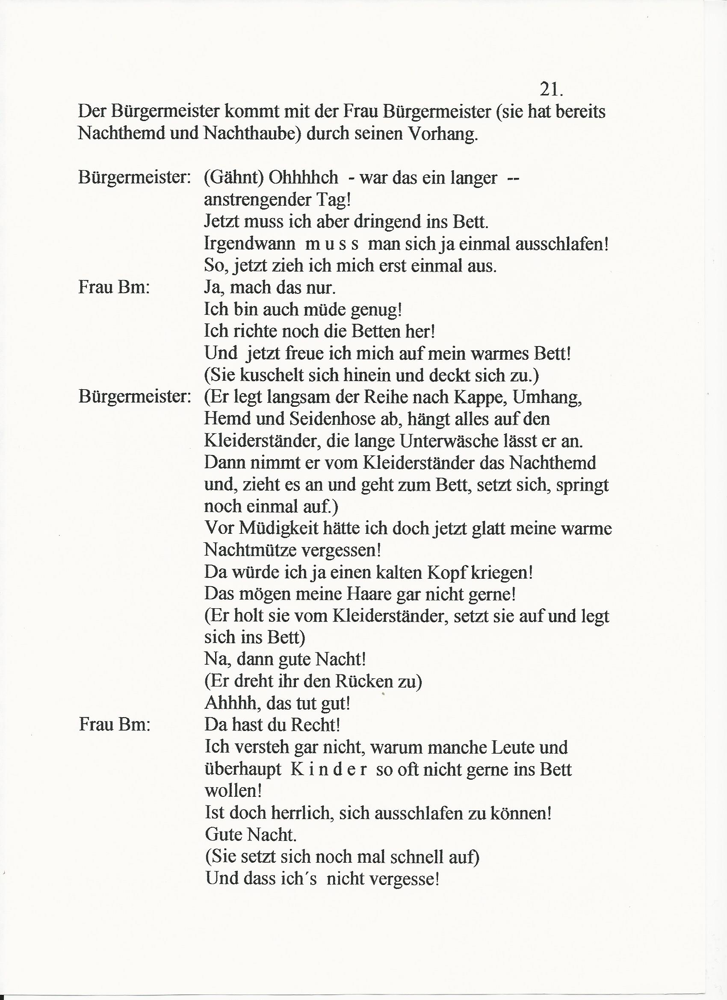 21.
Der Bürgermeister kommt mit der Frau Bürgermeister (sie hat bereits
Nachthemd und Nachthaube) durch seinen Vorhang.
Bürgermeister: (Gähnt) Ohhhhch - war das ein langer --
anstrengender Tag!
Jetzt muss ich aber dringend ins Bett.
Irgendwann m u s s man sich ja einmal ausschlafen!
So, jetzt zieh ich mich erst einmal aus.
Frau Bm: Ja, mach das nur.
Ich bin auch müde genug!
Ich richte noch die Betten her!
Und jetzt freue ich mich auf mein warmes Bett!
(Sie kuschelt sich hinein und deckt sich zu.)
Bürgermeister: (Er legt langsam der Reihe nach Kappe, Umhang,
Hemd und Seidenhose ab, hängt alles auf den
Kleiderständer, die lange Unterwäsche lässt er an.
Dann nimmt er vom Kleiderständer das Nachthemd
und, zieht es an und geht zum Bett, setzt sich, springt
noch einmal auf.)
Vor Müdigkeit hätte ich doch jetzt glatt meine warme
Nachtmütze vergessen!
Da würde ich ja einen kalten Kopf kriegen!
Das mögen meine Haare gar nicht gerne!
(Er holt sie vom Kleiderständer, setzt sie auf und legt
sich ins Bett)
Na, dann gute Nacht!
(Er dreht ihr den Rücken zu)
Ahhhh, das tut gut!
Frau Bm: Da hast du Recht!
Ich versteh gar nicht, warum manche Leute und
überhaupt K i n d e r so oft nicht gerne ins Bett
wollen!
Ist doch herrlich, sich ausschlafen zu können!
Gute Nacht.
(Sie setzt sich noch mal schnell auf)
Und dass ich´s nicht vergesse!